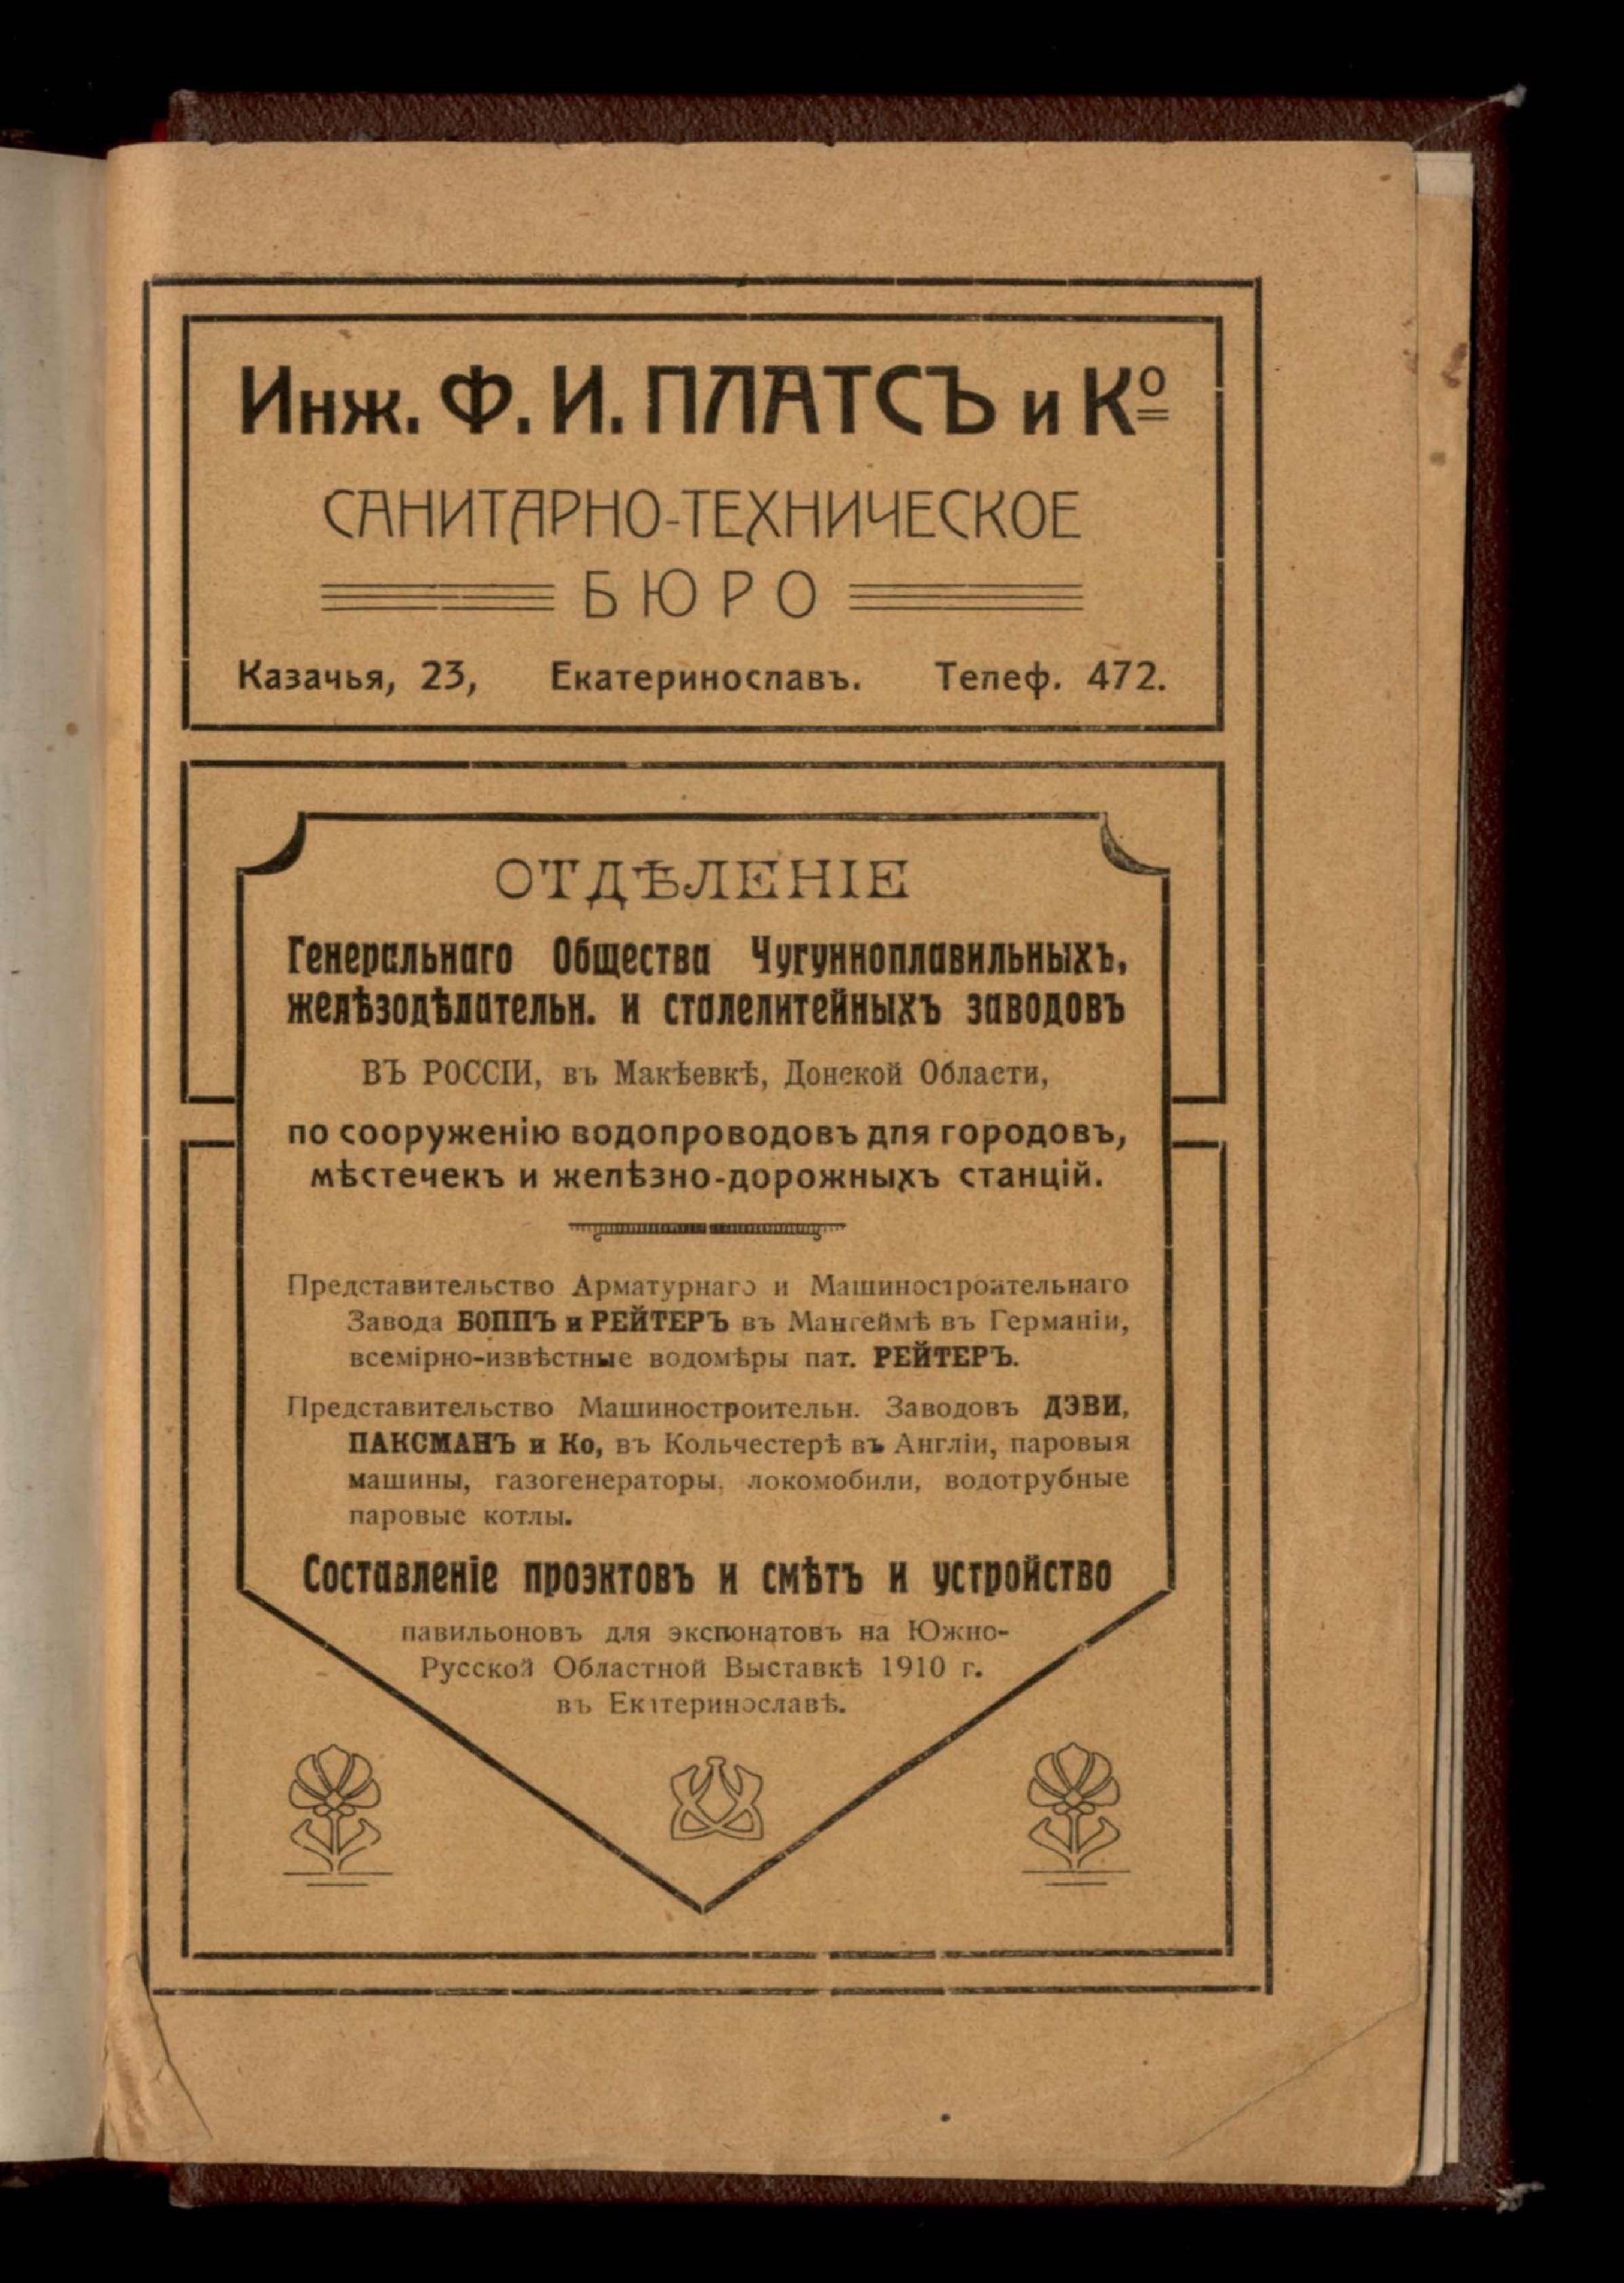 Инж. Ф. И. ПЛАТСЪ и Кº
САНИТАРНО-ТЕХНИЧЕСКОЕ
БЮРО
Казачья, 23, Екатеринославъ. Телеф. 472.
ОТДѢЛЕНІЕ
Генеральнаго Общества Чугунноплавильныхъ,
желѣзодѣлательн. и сталелитейныхъ заводовъ
ВЪ РОССІИ, въ Макѣевкѣ, Донской Области,
по сооруженію водопроводовъ для городовъ,
мѣстечекъ и желѣзно-дорожныхъ станцій.
Представительство Арматурнаго и Машиностроительнаго
Завода БОППЪ и РЕЙТЕРЪ въ Мангеймѣ въ Германіи,
всемірно-извѣстные водомѣры пат. РЕЙТЕРЪ.
Представительство Машиностроительн. Заводовъ ДЭВИ,
ПАКСМАНЪ и Ко, въ Кольчестерѣ въ Англіи, паровыя
машины, газогенераторы, локомобили, водотрубные
паровые котлы.
Составленіе проэктовъ и смѣтъ и устройство
павильоновъ для экспонатовъ на Южно-
Русской Областной Выставкѣ 1910 г.
въ Екатеринославѣ.